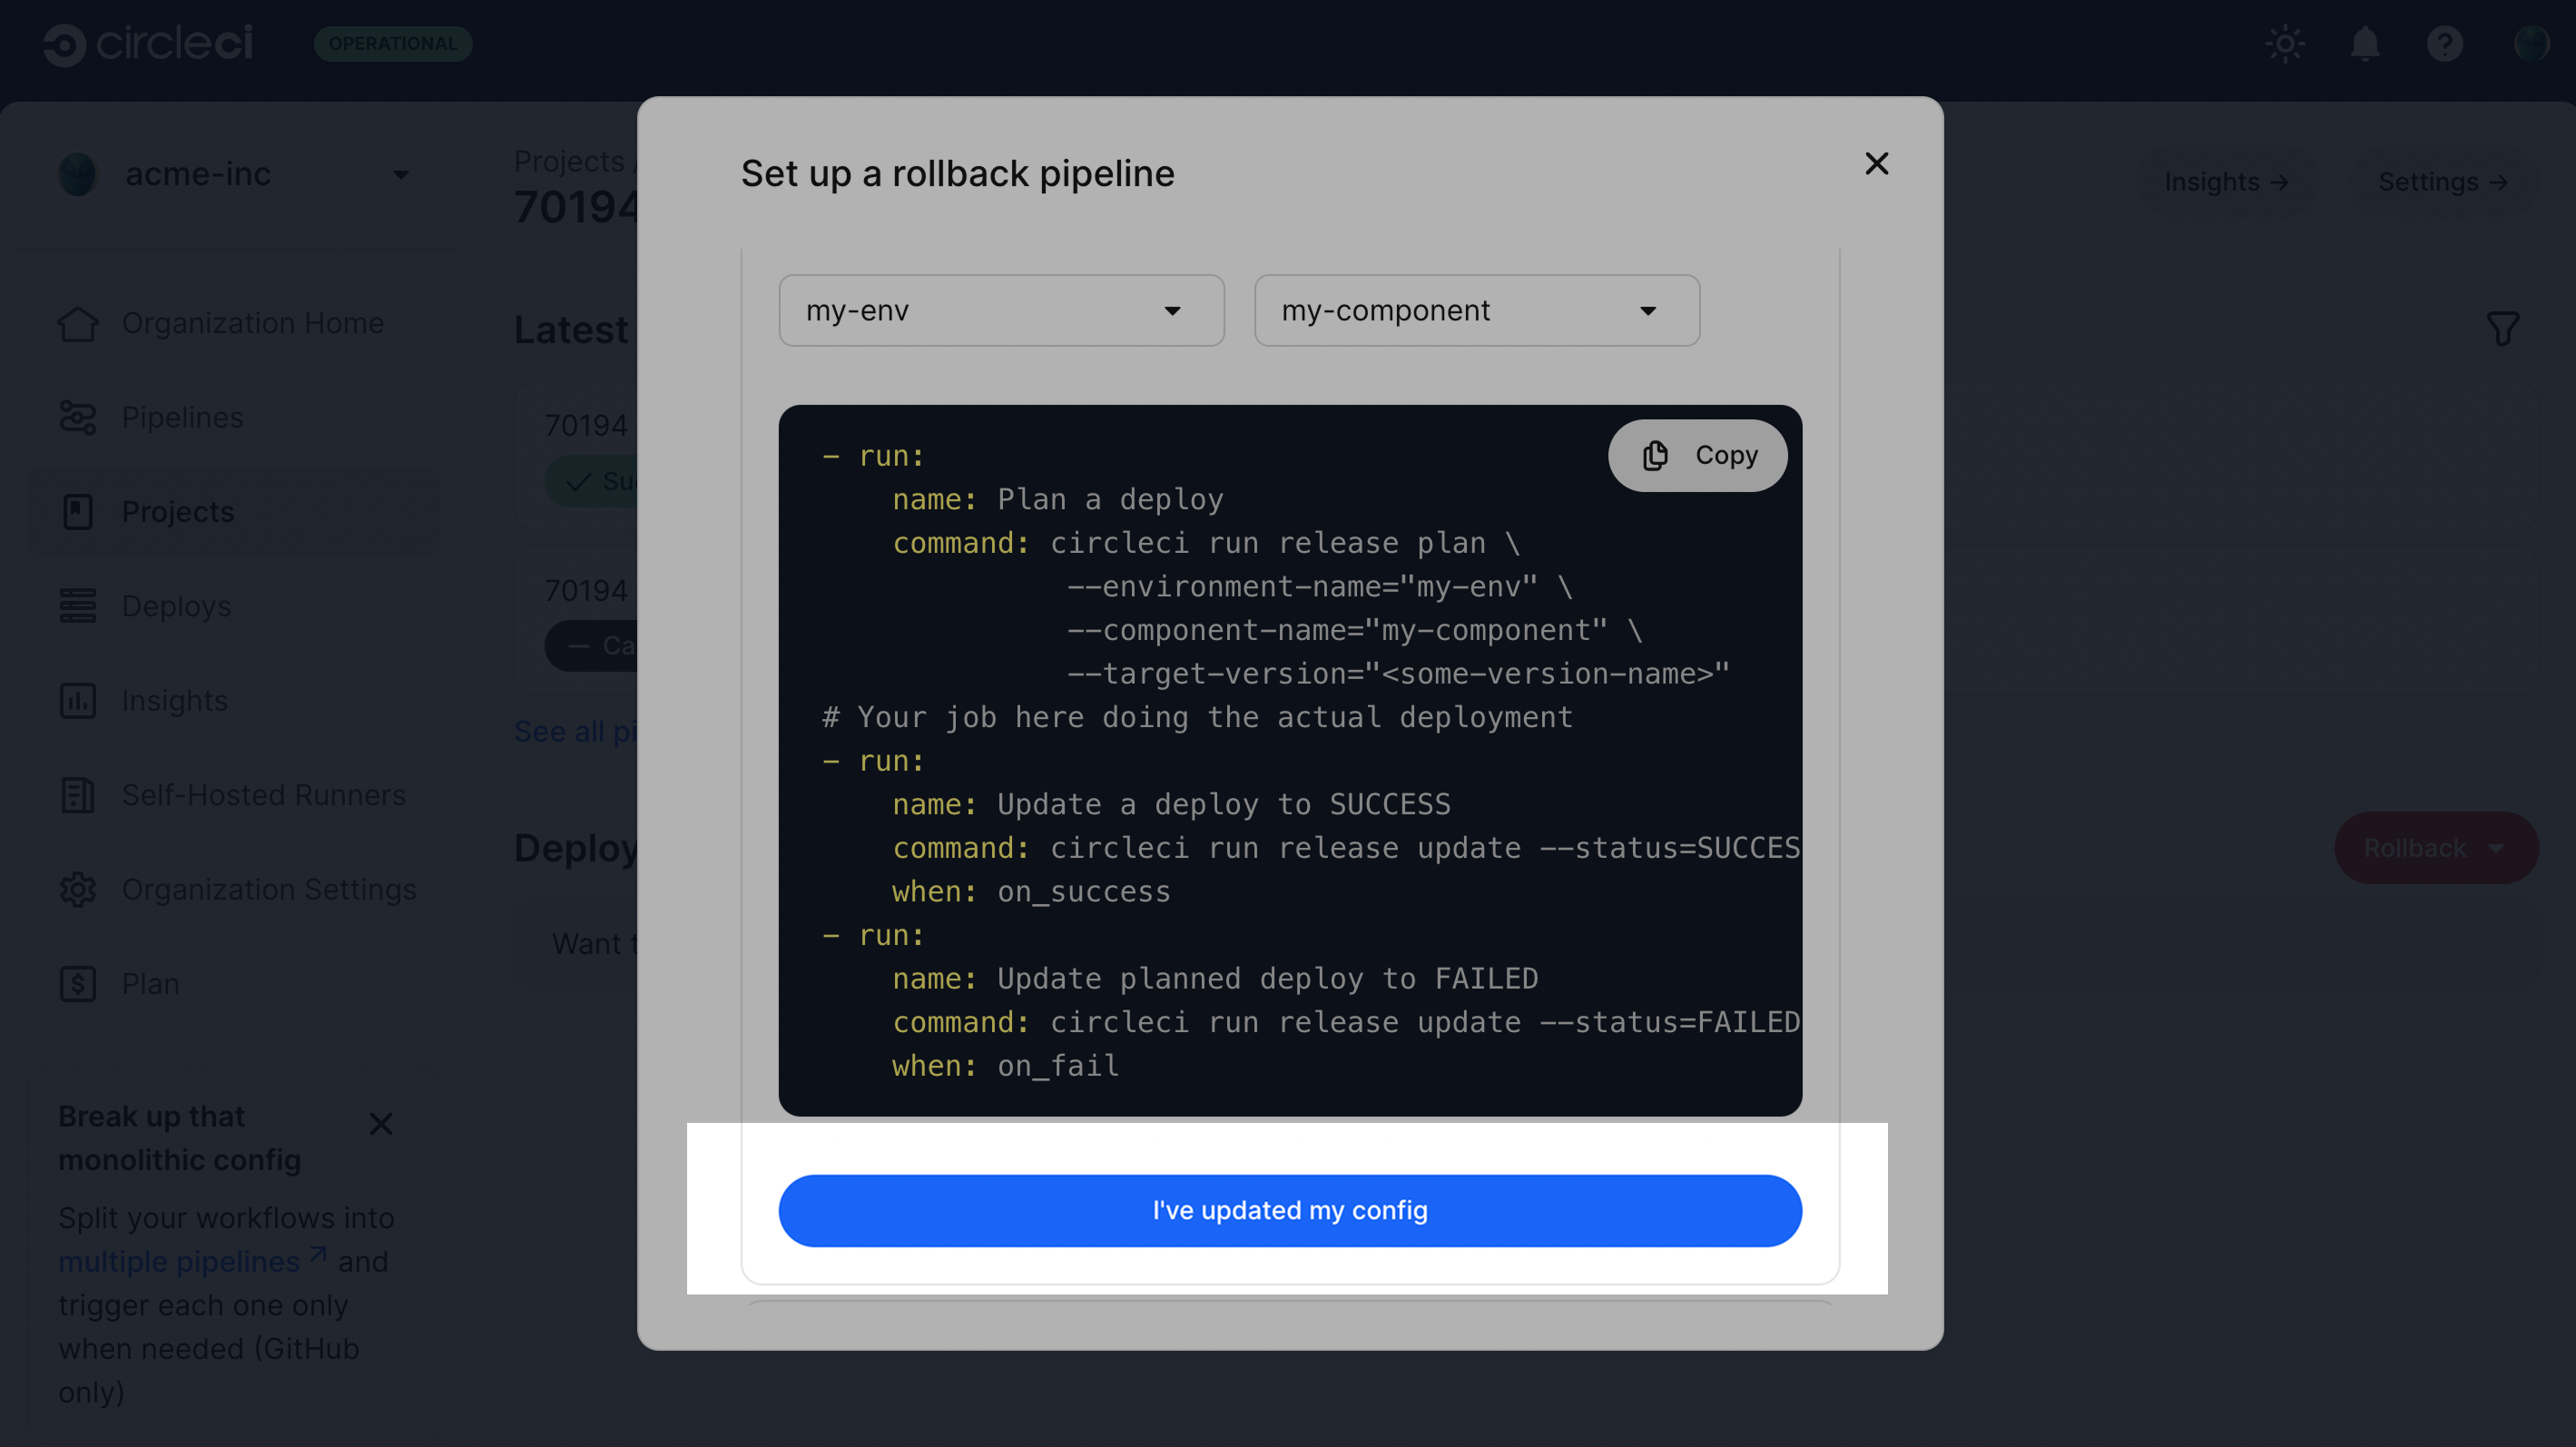 circleci
OPERATIONAL
acme-inc
Organization Home
Pipelines
Projects
Deploys
Insights
Self-Hosted Runners
Organization Settings
Plan
Break up that
monolithic config
Split your workflows into
multiple pipelines and
trigger each one only
when needed (GitHub
only)
Projects /
70194
Insights →
Settings →
Latest
70194
Su
70194
Ca
See all pi
Deploy
Rollback
Want t
Set up a rollback pipeline
my-env
my-component
Copy
- run:
name: Plan a deploy
command: circleci run release plan \
--environment-name="my-env" \
--component-name="my-component" \
--target-version="<some-version-name>"
# Your job here doing the actual deployment
- run:
name: Update a deploy to SUCCESS
command: circleci run release update --status=SUCCES
when: on_success
- run:
name: Update planned deploy to FAILED
command: circleci run release update --status=FAILED
when: on_fail
I've updated my config